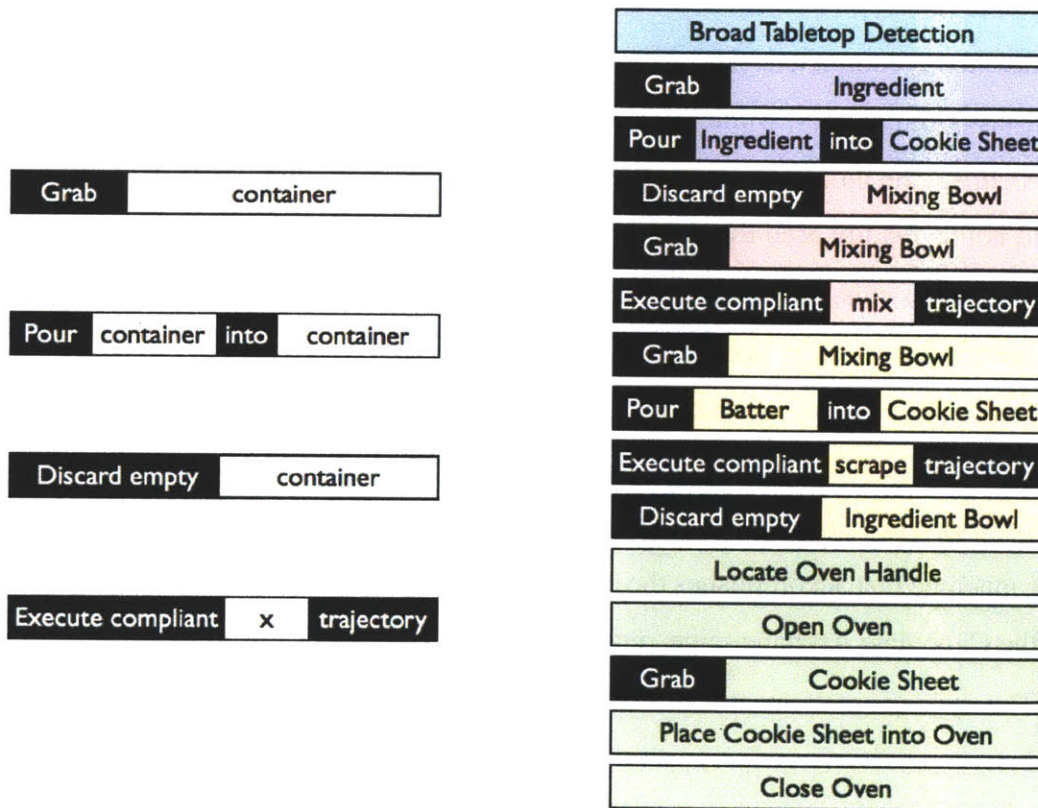 Grab container
Pour container into container
Discard empty container
Execute compliant x trajectory
Broad Tabletop Detection
Grab Ingredient
Pour Ingredient into Cookie Sheet
Discard empty Mixing Bowl
Grab Mixing Bowl
Execute compliant mix trajectory
Grab Mixing Bowl
Pour Batter into Cookie Sheet
Execute compliant scrape trajectory
Discard empty Ingredient Bowl
Locate Oven Handle
Open Oven
Grab Cookie Sheet
Place Cookie Sheet into Oven
Close Oven